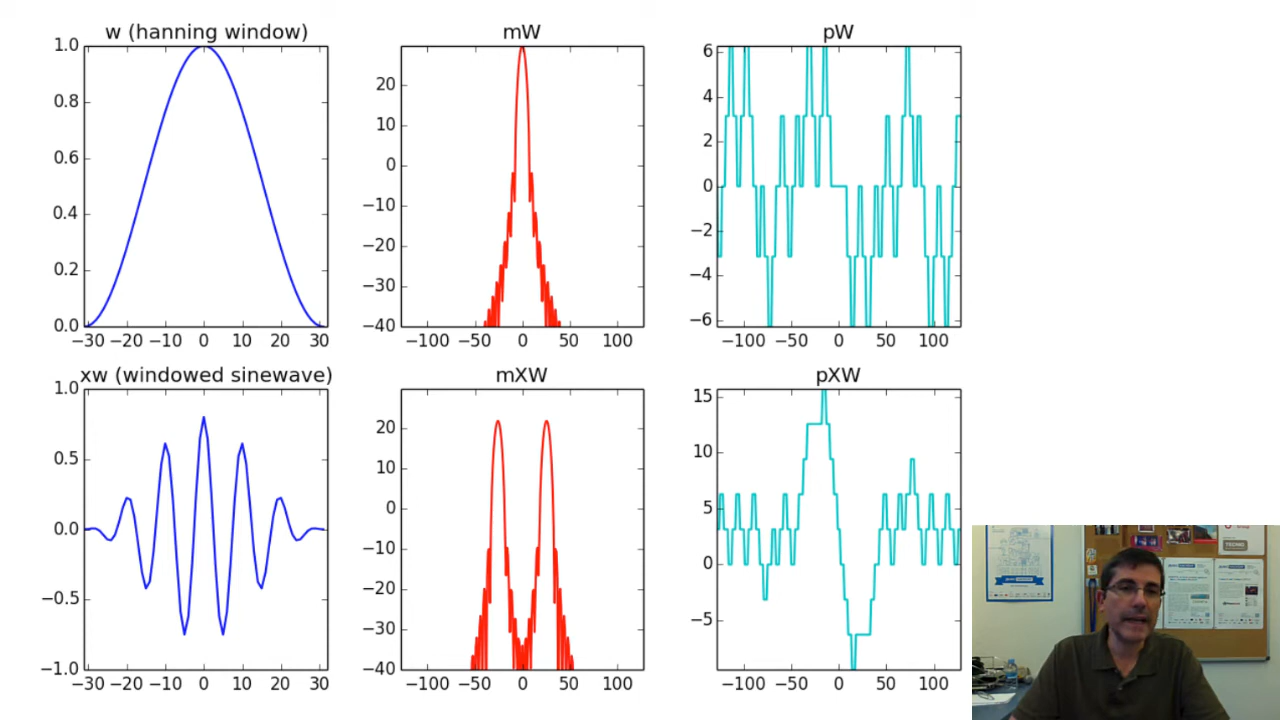 w (hanning window)
1.0
0.8
0.6
0.4
0.2
0.0
−30 −20 −10 0 10 20 30
mW
20
10
0
−10
−20
−30
−40
−100 −50 0 50 100
pW
6
4
2
0
−2
−4
−6
−100 −50 0 50 100
xw (windowed sinewave)
1.0
0.5
0.0
−0.5
−1.0
−30 −20 −10 0 10 20 30
mXW
20
10
0
−10
−20
−30
−40
−100 −50 0 50 100
pXW
15
10
5
0
−5
−100 −50 0 50 100
TECNIO